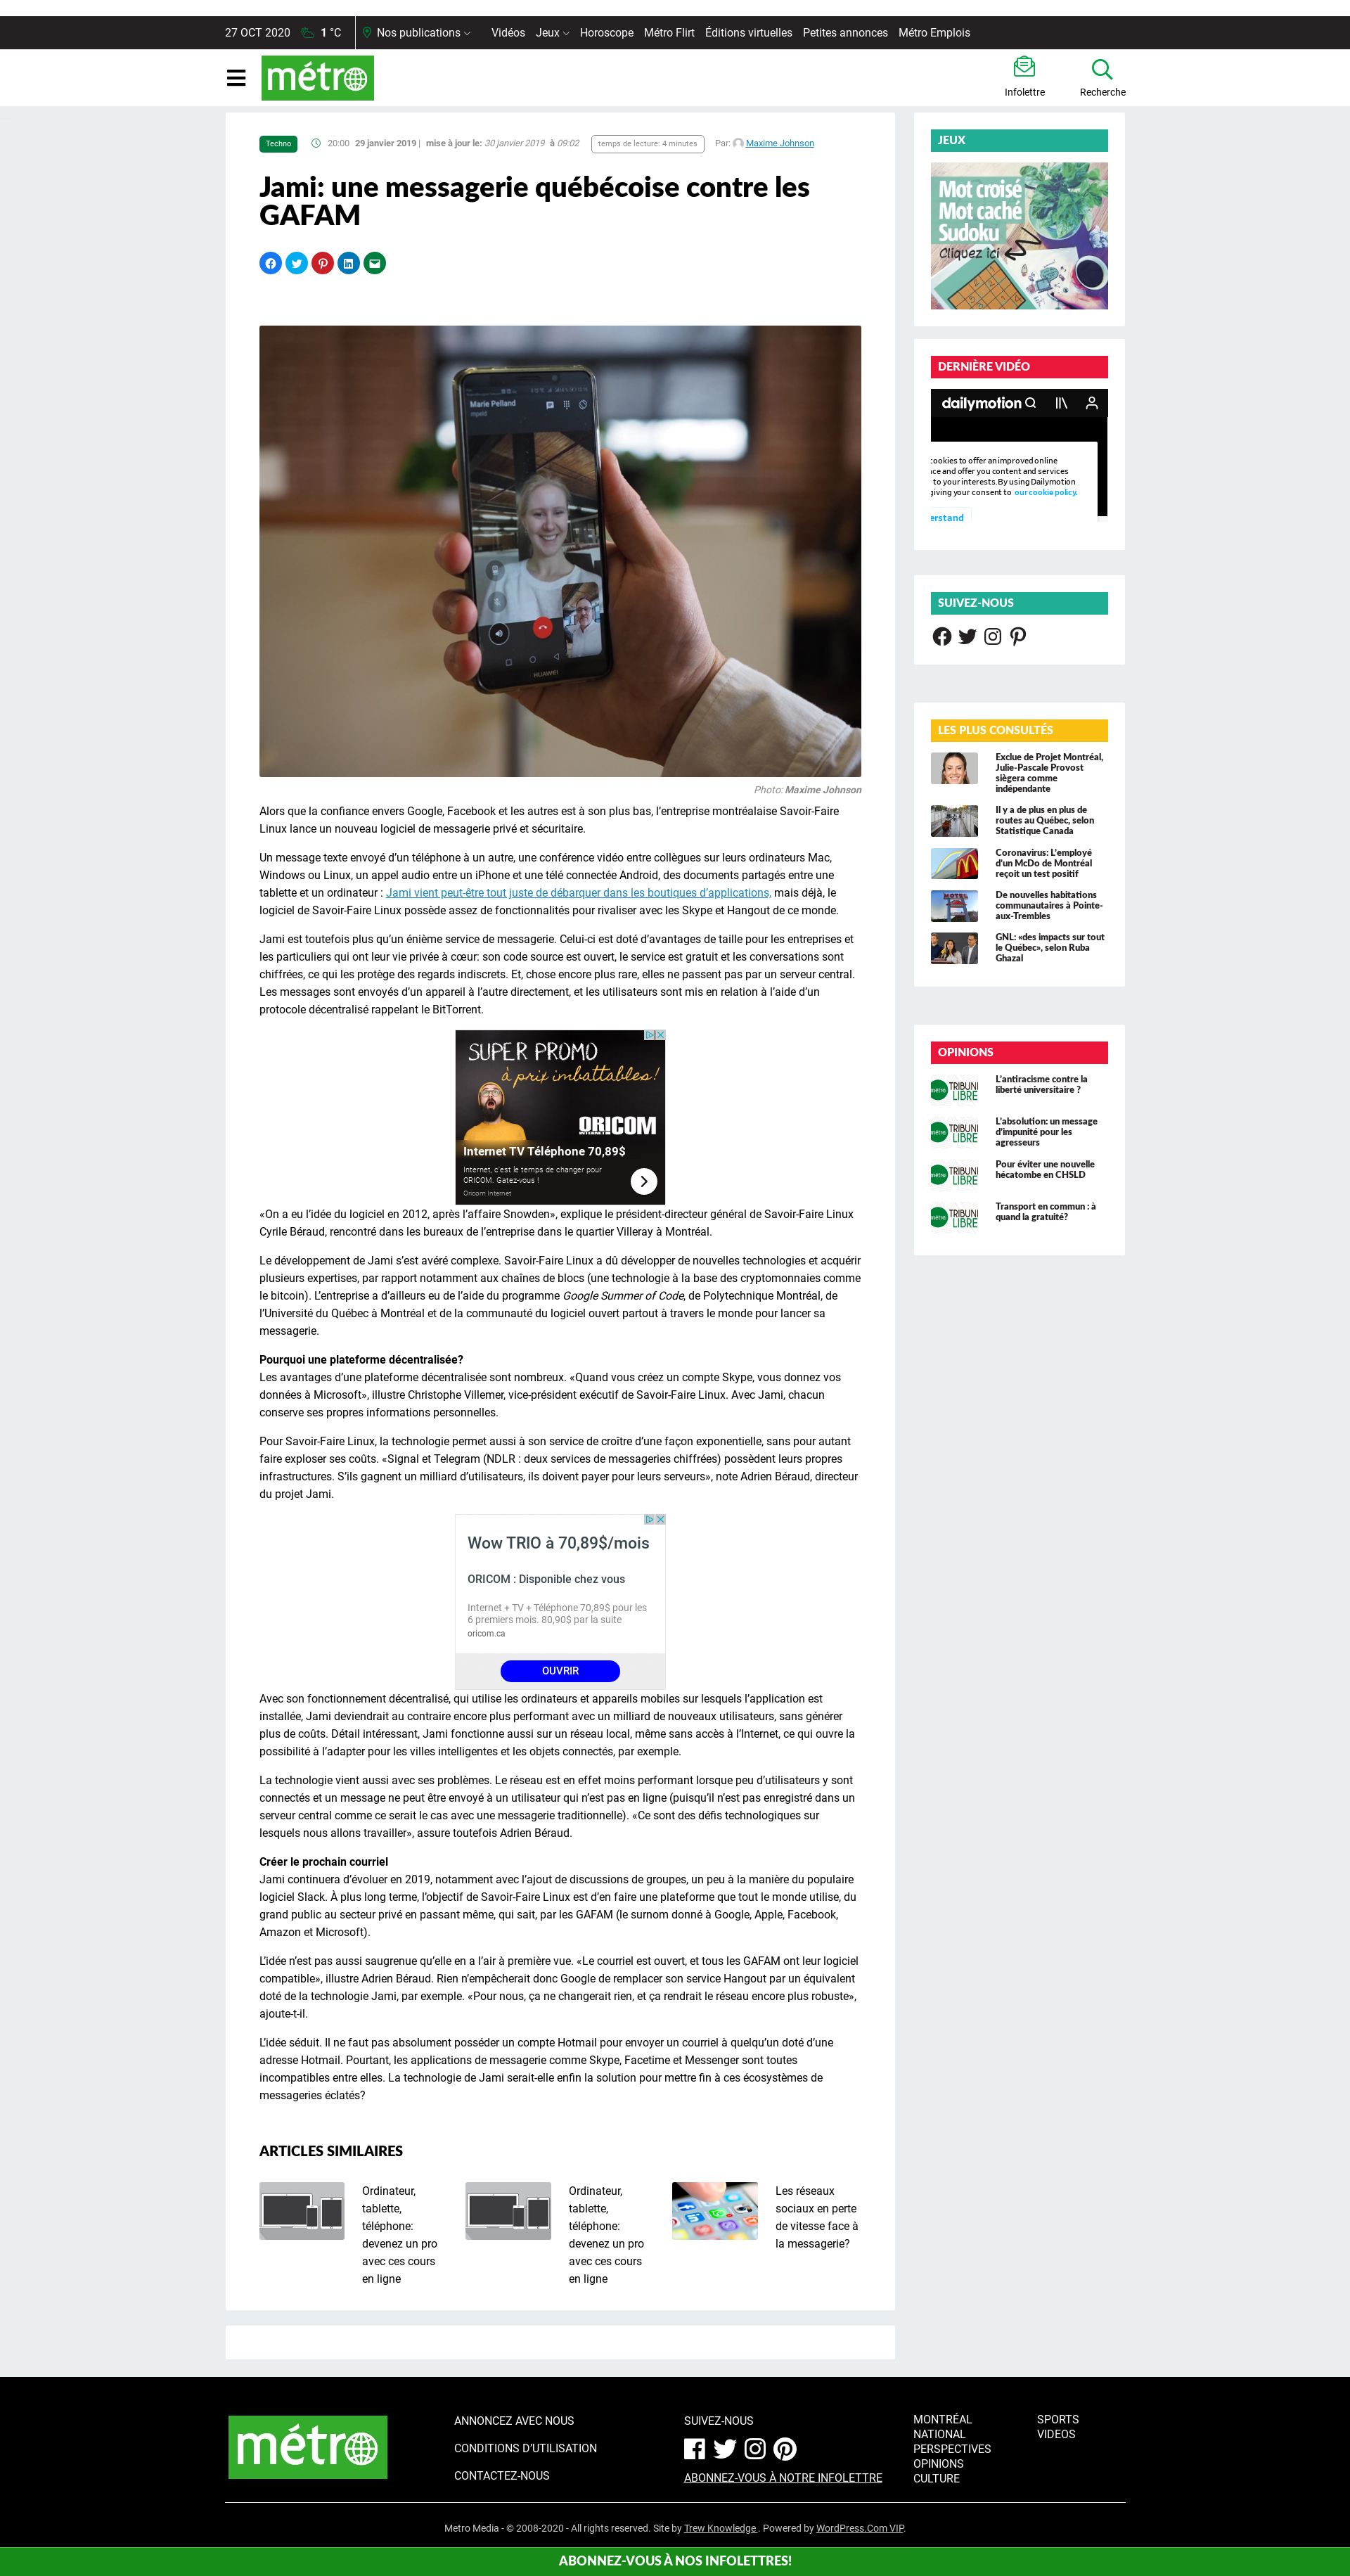 27 OCT 2020 1 °C Nos publications Vidéos Jeux Horoscope Métro Flirt Éditions virtuelles Petites annonces Métro Emplois
métro
Infolettre
Recherche
Techno 20:00 29 janvier 2019 | mise à jour le: 30 janvier 2019 à 09:02 temps de lecture: 4 minutes Par: Maxime Johnson
Jami: une messagerie québécoise contre les
GAFAM
Marie Pelland
HUAWEI
Photo: Maxime Johnson
Alors que la confiance envers Google, Facebook et les autres est à son plus bas, l’entreprise montréalaise Savoir-Faire
Linux lance un nouveau logiciel de messagerie privé et sécuritaire.
Un message texte envoyé d’un téléphone à un autre, une conférence vidéo entre collègues sur leurs ordinateurs Mac,
Windows ou Linux, un appel audio entre un iPhone et une télé connectée Android, des documents partagés entre une
tablette et un ordinateur : Jami vient peut-être tout juste de débarquer dans les boutiques d’applications, mais déjà, le
logiciel de Savoir-Faire Linux possède assez de fonctionnalités pour rivaliser avec les Skype et Hangout de ce monde.
Jami est toutefois plus qu’un énième service de messagerie. Celui-ci est doté d’avantages de taille pour les entreprises et
les particuliers qui ont leur vie privée à cœur: son code source est ouvert, le service est gratuit et les conversations sont
chiffrées, ce qui les protège des regards indiscrets. Et, chose encore plus rare, elles ne passent pas par un serveur central.
Les messages sont envoyés d’un appareil à l’autre directement, et les utilisateurs sont mis en relation à l’aide d’un
protocole décentralisé rappelant le BitTorrent.
SUPER PROMO
à prix imbattables!
ORICOM
INTERNET
Internet TV Téléphone 70,89$
Internet, c'est le temps de changer pour
ORICOM. Gatez-vous !
Oricom Internet
«On a eu l’idée du logiciel en 2012, après l’affaire Snowden», explique le président-directeur général de Savoir-Faire Linux
Cyrile Béraud, rencontré dans les bureaux de l’entreprise dans le quartier Villeray à Montréal.
Le développement de Jami s’est avéré complexe. Savoir-Faire Linux a dû développer de nouvelles technologies et acquérir
plusieurs expertises, par rapport notamment aux chaînes de blocs (une technologie à la base des cryptomonnaies comme
le bitcoin). L’entreprise a d’ailleurs eu de l’aide du programme Google Summer of Code, de Polytechnique Montréal, de
l’Université du Québec à Montréal et de la communauté du logiciel ouvert partout à travers le monde pour lancer sa
messagerie.
Pourquoi une plateforme décentralisée?
Les avantages d’une plateforme décentralisée sont nombreux. «Quand vous créez un compte Skype, vous donnez vos
données à Microsoft», illustre Christophe Villemer, vice-président exécutif de Savoir-Faire Linux. Avec Jami, chacun
conserve ses propres informations personnelles.
Pour Savoir-Faire Linux, la technologie permet aussi à son service de croître d’une façon exponentielle, sans pour autant
faire exploser ses coûts. «Signal et Telegram (NDLR : deux services de messageries chiffrées) possèdent leurs propres
infrastructures. S’ils gagnent un milliard d’utilisateurs, ils doivent payer pour leurs serveurs», note Adrien Béraud, directeur
du projet Jami.
Wow TRIO à 70,89$/mois
ORICOM : Disponible chez vous
Internet + TV + Téléphone 70,89$ pour les
6 premiers mois. 80,90$ par la suite
oricom.ca
OUVRIR
Avec son fonctionnement décentralisé, qui utilise les ordinateurs et appareils mobiles sur lesquels l’application est
installée, Jami deviendrait au contraire encore plus performant avec un milliard de nouveaux utilisateurs, sans générer
plus de coûts. Détail intéressant, Jami fonctionne aussi sur un réseau local, même sans accès à l’Internet, ce qui ouvre la
possibilité à l’adapter pour les villes intelligentes et les objets connectés, par exemple.
La technologie vient aussi avec ses problèmes. Le réseau est en effet moins performant lorsque peu d’utilisateurs y sont
connectés et un message ne peut être envoyé à un utilisateur qui n’est pas en ligne (puisqu’il n’est pas enregistré dans un
serveur central comme ce serait le cas avec une messagerie traditionnelle). «Ce sont des défis technologiques sur
lesquels nous allons travailler», assure toutefois Adrien Béraud.
Créer le prochain courriel
Jami continuera d’évoluer en 2019, notamment avec l’ajout de discussions de groupes, un peu à la manière du populaire
logiciel Slack. À plus long terme, l’objectif de Savoir-Faire Linux est d’en faire une plateforme que tout le monde utilise, du
grand public au secteur privé en passant même, qui sait, par les GAFAM (le surnom donné à Google, Apple, Facebook,
Amazon et Microsoft).
L’idée n’est pas aussi saugrenue qu’elle en a l’air à première vue. «Le courriel est ouvert, et tous les GAFAM ont leur logiciel
compatible», illustre Adrien Béraud. Rien n’empêcherait donc Google de remplacer son service Hangout par un équivalent
doté de la technologie Jami, par exemple. «Pour nous, ça ne changerait rien, et ça rendrait le réseau encore plus robuste»,
ajoute-t-il.
L’idée séduit. Il ne faut pas absolument posséder un compte Hotmail pour envoyer un courriel à quelqu’un doté d’une
adresse Hotmail. Pourtant, les applications de messagerie comme Skype, Facetime et Messenger sont toutes
incompatibles entre elles. La technologie de Jami serait-elle enfin la solution pour mettre fin à ces écosystèmes de
messageries éclatés?
ARTICLES SIMILAIRES
Ordinateur,
tablette,
téléphone:
devenez un pro
avec ces cours
en ligne
Ordinateur,
tablette,
téléphone:
devenez un pro
avec ces cours
en ligne
Les réseaux
sociaux en perte
de vitesse face à
la messagerie?
JEUX
Mot croisé
Mot caché
Sudoku
Cliquez ici
DERNIÈRE VIDÉO
dailymotion
cookies to offer an improved online
ce and offer you content and services
to your interests. By using Dailymotion
giving your consent to our cookie policy.
erstand
SUIVEZ-NOUS
LES PLUS CONSULTÉS
Exclue de Projet Montréal,
Julie-Pascale Provost
siègera comme
indépendante
Il y a de plus en plus de
routes au Québec, selon
Statistique Canada
Coronavirus: L’employé
d’un McDo de Montréal
reçoit un test positif
De nouvelles habitations
communautaires à Pointe-
aux-Trembles
GNL: «des impacts sur tout
le Québec», selon Ruba
Ghazal
OPINIONS
métro TRIBUNE
LIBRE
L’antiracisme contre la
liberté universitaire ?
métro TRIBUNE
LIBRE
L’absolution: un message
d’impunité pour les
agresseurs
métro TRIBUNE
LIBRE
Pour éviter une nouvelle
hécatombe en CHSLD
métro TRIBUNE
LIBRE
Transport en commun : à
quand la gratuité?
métro
ANNONCEZ AVEC NOUS
CONDITIONS D’UTILISATION
CONTACTEZ-NOUS
SUIVEZ-NOUS
ABONNEZ-VOUS À NOTRE INFOLETTRE
MONTRÉAL
NATIONAL
PERSPECTIVES
OPINIONS
CULTURE
SPORTS
VIDEOS
Metro Media - © 2008-2020 - All rights reserved. Site by Trew Knowledge . Powered by WordPress.Com VIP.
ABONNEZ-VOUS À NOS INFOLETTRES!